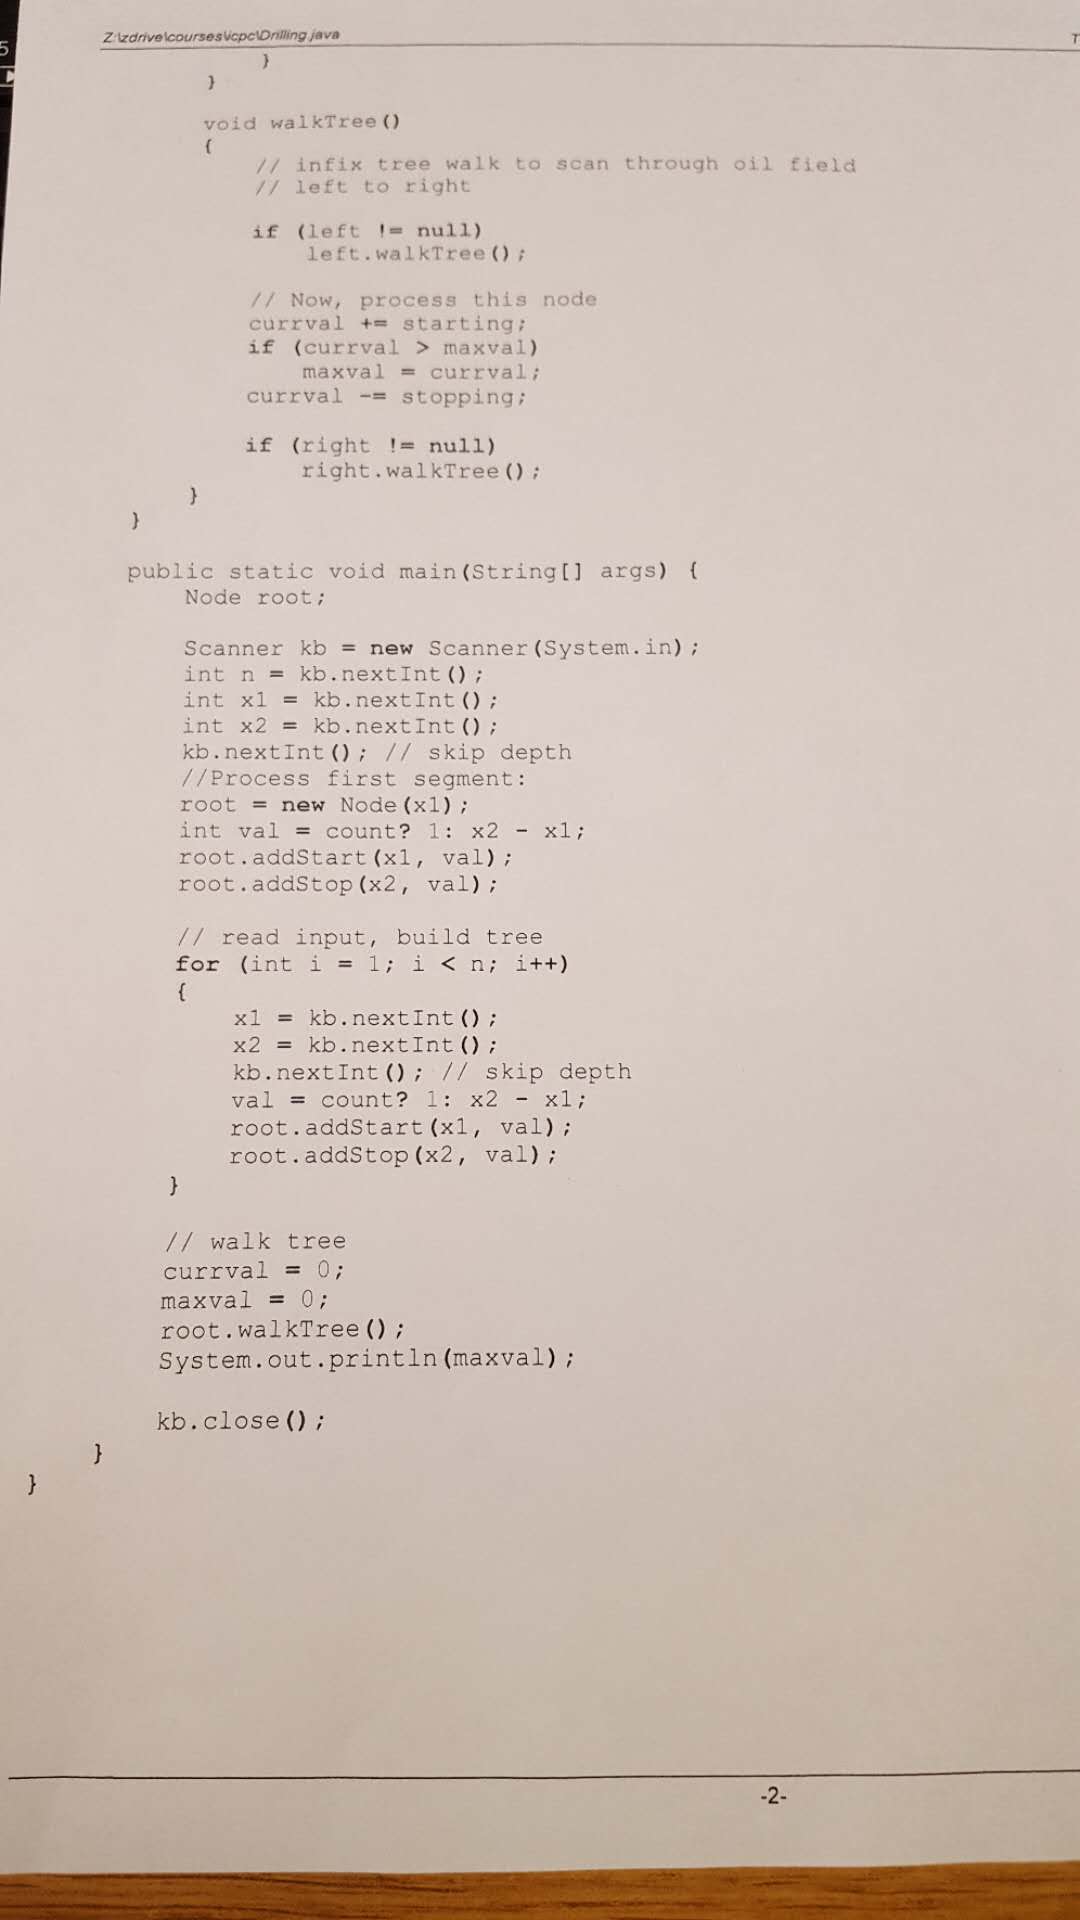 Z:\zdrive\courses\icpc\Drilling.java
}
}
void walkTree()
{
// infix tree walk to scan through oil field
// left to right
if (left != null)
left.walkTree();
// Now, process this node
currval += starting;
if (currval > maxval)
maxval = currval;
currval -= stopping;
if (right != null)
right.walkTree();
}
}
public static void main(String[] args) {
Node root;
Scanner kb = new Scanner(System.in);
int n = kb.nextInt();
int x1 = kb.nextInt();
int x2 = kb.nextInt();
kb.nextInt(); // skip depth
//Process first segment:
root = new Node(x1);
int val = count? 1: x2 - x1;
root.addStart(x1, val);
root.addStop(x2, val);
// read input, build tree
for (int i = 1; i < n; i++)
{
x1 = kb.nextInt();
x2 = kb.nextInt();
kb.nextInt(); // skip depth
val = count? 1: x2 - x1;
root.addStart(x1, val);
root.addStop(x2, val);
}
// walk tree
currval = 0;
maxval = 0;
root.walkTree();
System.out.println(maxval);
kb.close();
}
}
-2-